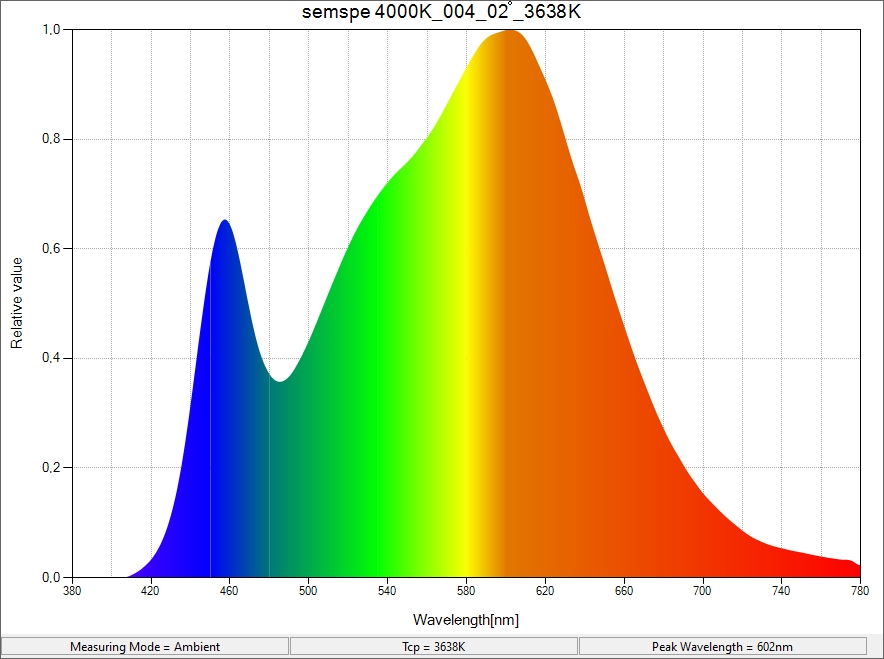 semspe 4000K_004_02°_3638K
1.0
0.8
0.6
0.4
0.2
0.0
Relative value
380 420 460 500 540 580 620 660 700 740 780
Wavelength[nm]
Measuring Mode = Ambient Tcp = 3638K Peak Wavelength = 602nm